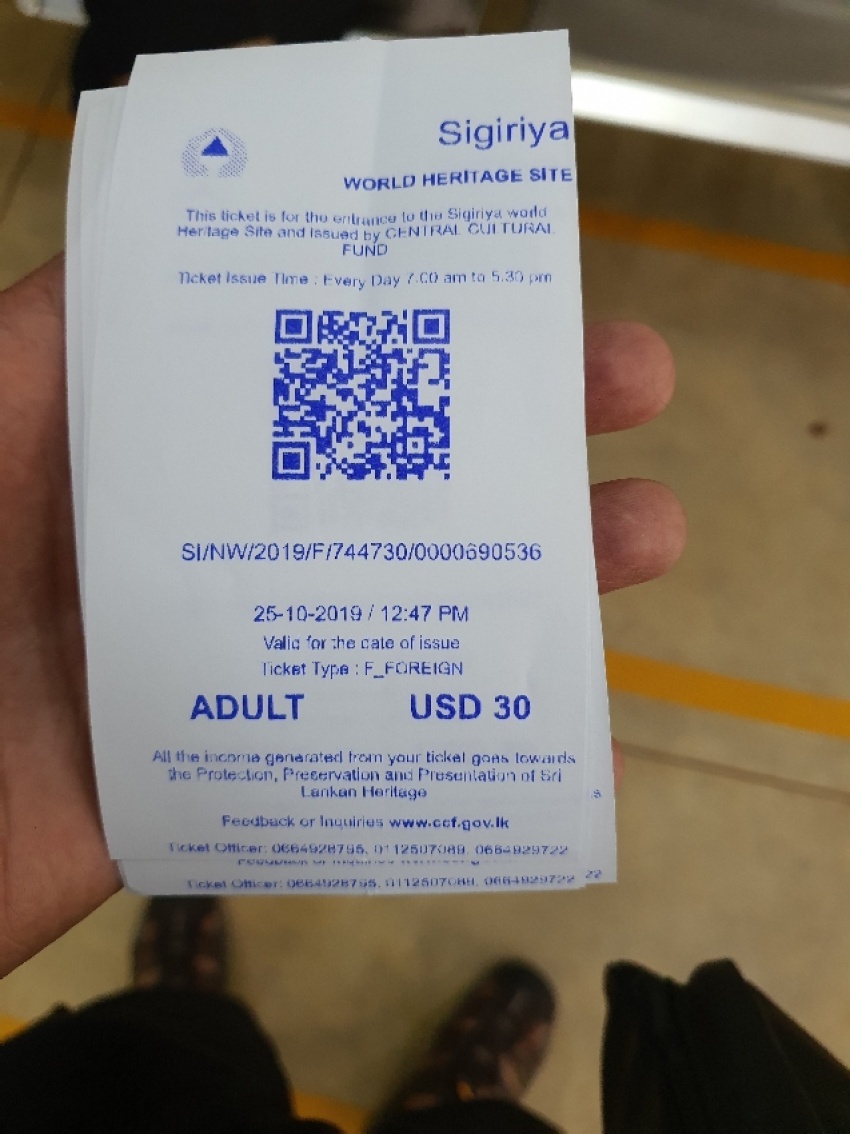 Sigiriya
WORLD HERITAGE SITE
This ticket is for the entrance to the Sigiriya world
Heritage Site and issued by CENTRAL CULTURAL
FUND
Ticket Issue Time : Every Day 7.00 am to 5.30 pm
SI/NW/2019/F/744730/0000690536
25-10-2019 / 12:47 PM
Valid for the date of issue
Ticket Type : F_FOREIGN
ADULT USD 30
All the income generated from your ticket goes towards
the Protection, Preservation and Presentation of Sri
Lankan Heritage
Feedback or Inquiries www.ccf.gov.lk
Ticket Officer: 0664928795, 0112507089, 0664929722
Ticket Officer: 0664928795, 0112507089, 0664929722
22